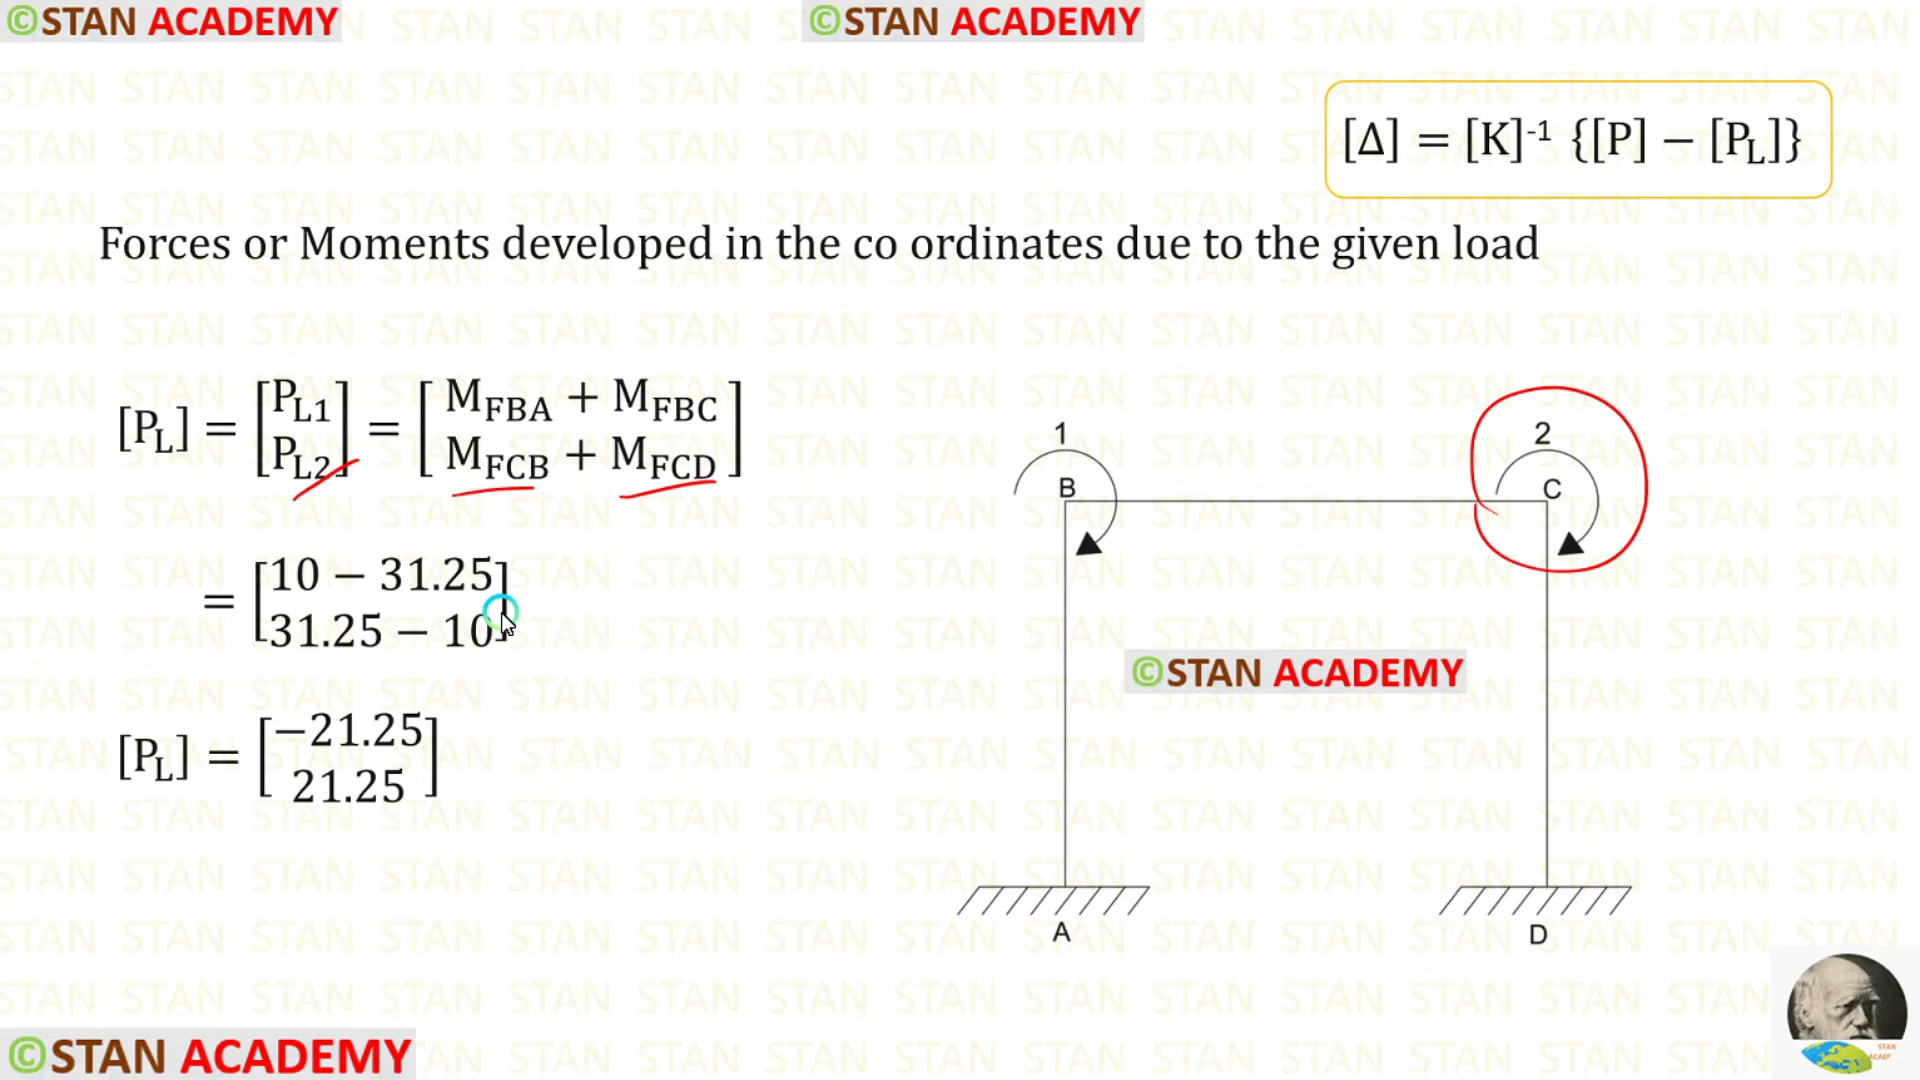 ©STAN ACADEMY ©STAN ACADEMY
[Δ] = [K]⁻¹ {[P] − [P_L]}
Forces or Moments developed in the co ordinates due to the given load
[P_L] = [P_L1 P_L2] = [M_FBA + M_FBC
M_FCB + M_FCD]
= [10 − 31.25
31.25 − 10]
[P_L] = [−21.25
21.25]
1 2
B C
©STAN ACADEMY
A D
©STAN ACADEMY
STAN